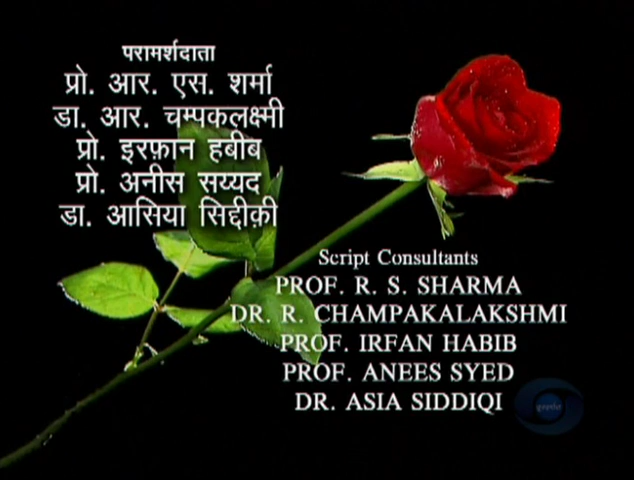 परामर्शदाता
प्रो. आर. एस. शर्मा
डा. आर. चम्पकलक्ष्मी
प्रो. इरफ़ान हबीब
प्रो. अनीस सय्यद
डा. आसिया सिद्दीक़ी
Script Consultants
PROF. R. S. SHARMA
DR. R. CHAMPAKALAKSHMI
PROF. IRFAN HABIB
PROF. ANEES SYED
DR. ASIA SIDDIQI